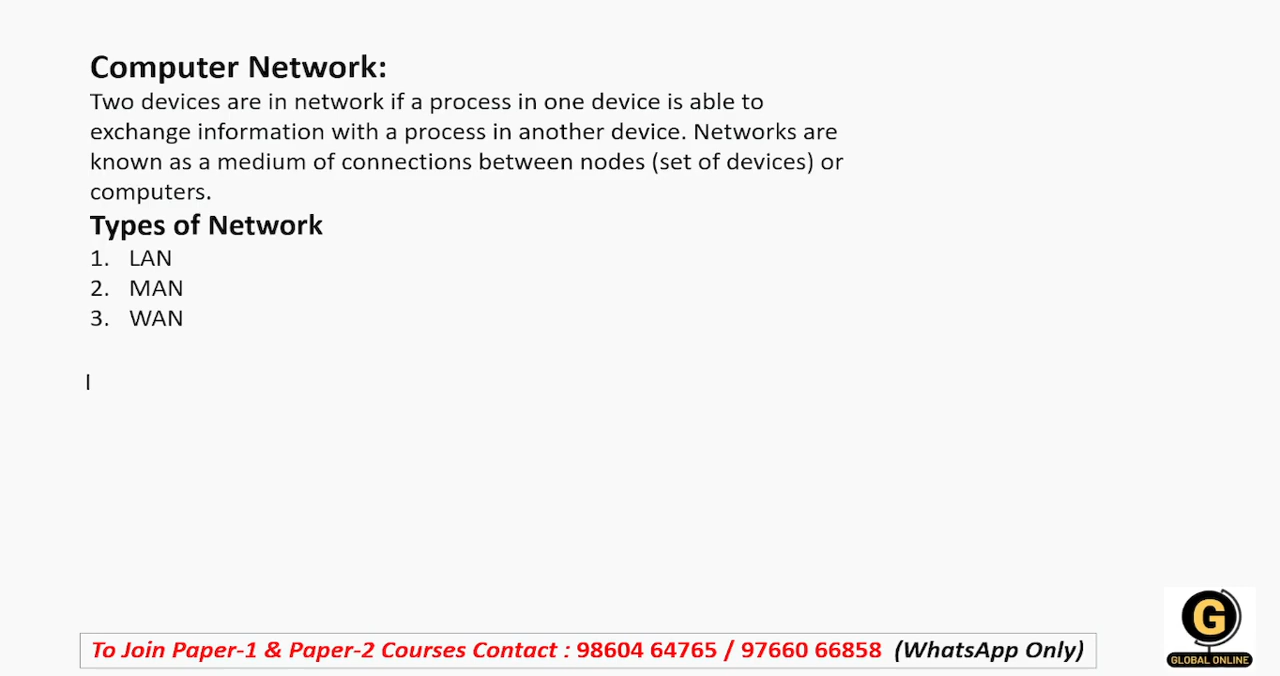 Computer Network:
Two devices are in network if a process in one device is able to
exchange information with a process in another device. Networks are
known as a medium of connections between nodes (set of devices) or
computers.
Types of Network
1. LAN
2. MAN
3. WAN
To Join Paper-1 & Paper-2 Courses Contact : 98604 64765 / 97660 66858 (WhatsApp Only)
G
GLOBAL ONLINE